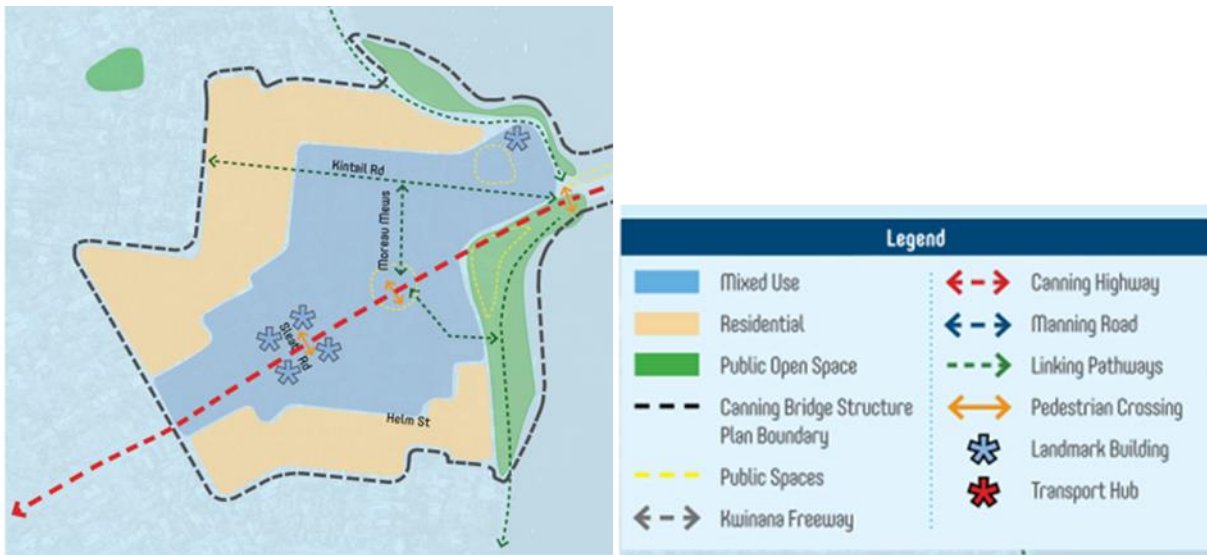 Kintail Rd
Moreau Mews
Sleat Rd
Helm St
Legend
Mixed Use
Residential
Public Open Space
Canning Bridge Structure
Plan Boundary
Public Spaces
Kwinana Freeway
Canning Highway
Manning Road
Linking Pathways
Pedestrian Crossing
Landmark Building
Transport Hub